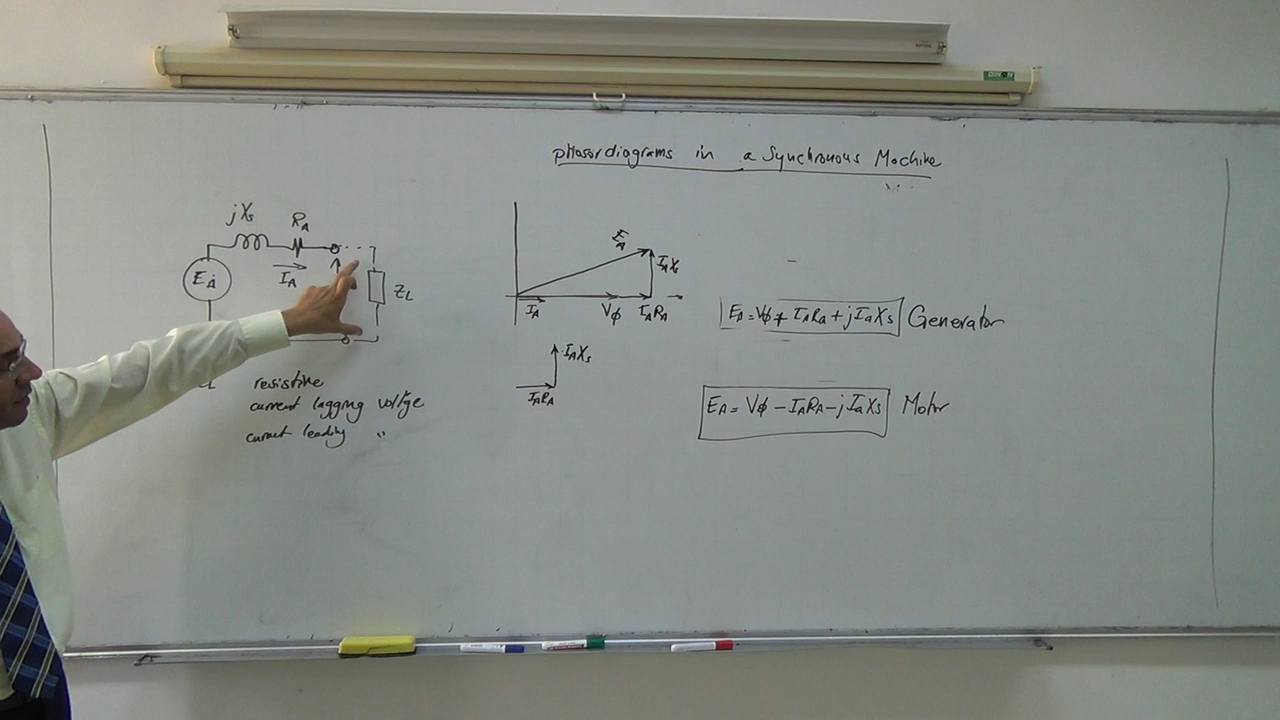 DINON
phasor diagrams in a Synchronous Machine
jXs
RA
IA
EA
ZL
resistive
current lagging voltage
current leading "
EA
IAXs
IA
Vϕ
IARA
IAXs
IARA
EA = Vϕ + IARA + jIaXs Generator
EA = Vϕ - IARA - jIaXs Motor